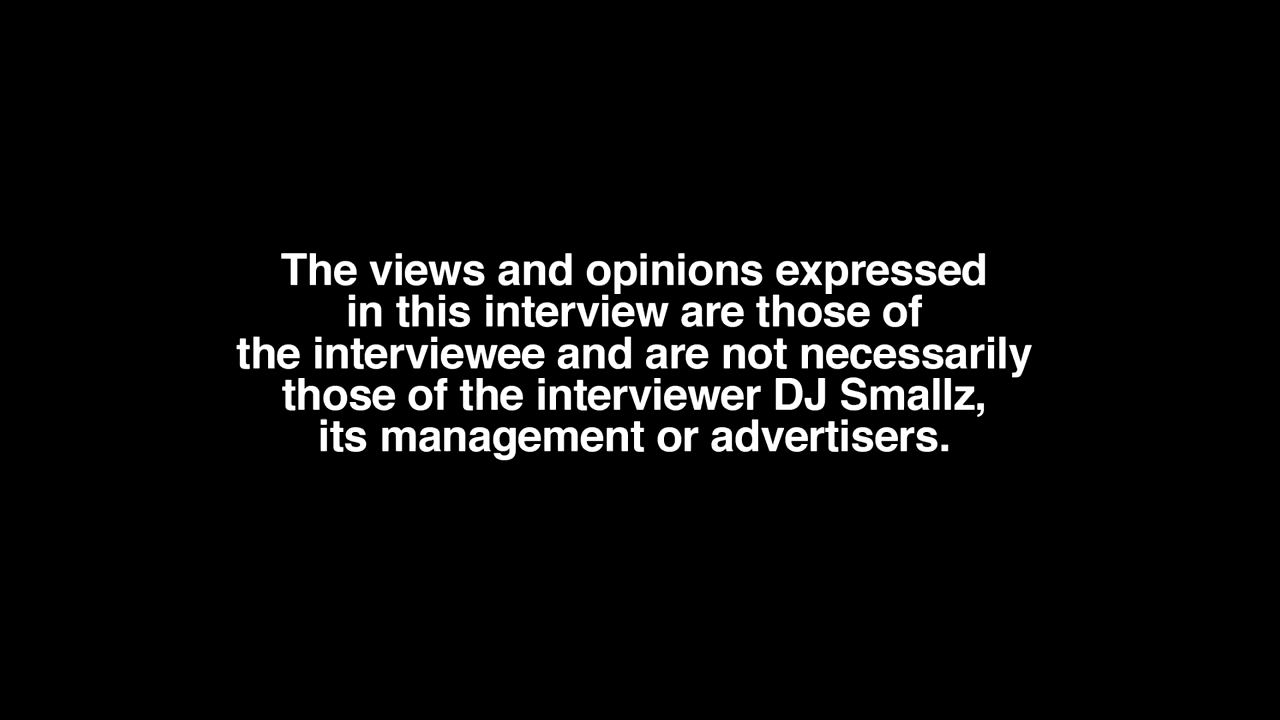 The views and opinions expressed
in this interview are those of
the interviewee and are not necessarily
those of the interviewer DJ Smallz,
its management or advertisers.